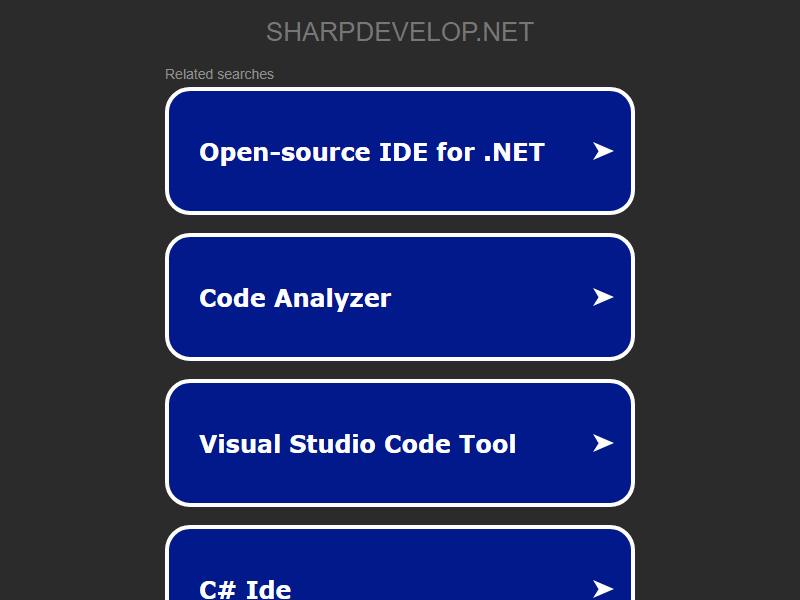 SHARPDEVELOP.NET
Related searches
Open-source IDE for .NET
Code Analyzer
Visual Studio Code Tool
C# Ide